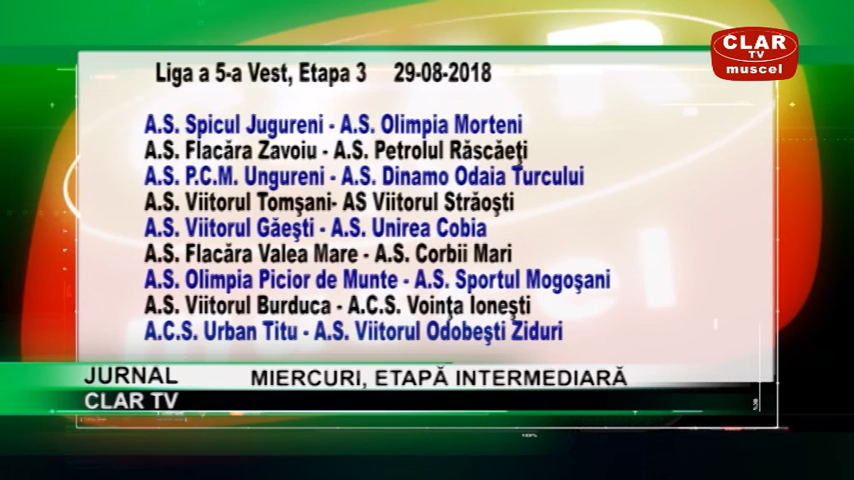 CLAR
TV
muscel
Liga a 5-a Vest, Etapa 3 29-08-2018
A.S. Spicul Jugureni - A.S. Olimpia Morteni
A.S. Flacăra Zavoiu - A.S. Petrolul Răscăeţi
A.S. P.C.M. Ungureni - A.S. Dinamo Odaia Turcului
A.S. Viitorul Tomşani- AS Viitorul Străoşti
A.S. Viitorul Găeşti - A.S. Unirea Cobia
A.S. Flacăra Valea Mare - A.S. Corbii Mari
A.S. Olimpia Picior de Munte - A.S. Sportul Mogoşani
A.S. Viitorul Burduca - A.C.S. Voinţa Ioneşti
A.C.S. Urban Titu - A.S. Viitorul Odobeşti Ziduri
JURNAL MIERCURI, ETAPĂ INTERMEDIARĂ
CLAR TV